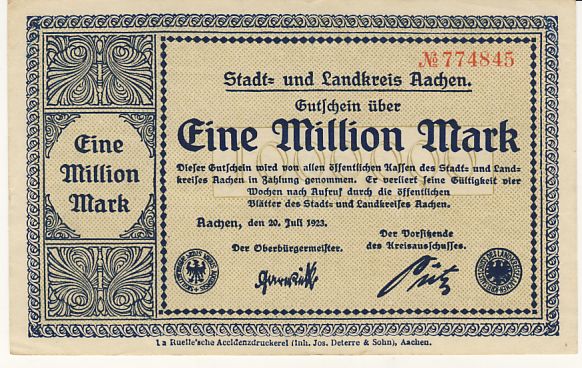 № 774845
Stadt- und Landkreis Aachen.
Gutschein über
Eine Million Mark
Eine
Million
Mark
Dieser Gutschein wird von allen öffentlichen Kassen des Stadt- und Land-
kreises Aachen in Zahlung genommen. Er verliert seine Gültigkeit vier
Wochen nach Aufruf durch die öffentlichen
Blätter des Stadt- und Landkreises Aachen.
Aachen, den 20. Juli 1923.
Der Oberbürgermeister.
Der Vorsitzende
des Kreisausschusses.
La Ruelle'sche Accidenzdruckerei (Inh. Jos. Deterre & Sohn), Aachen.